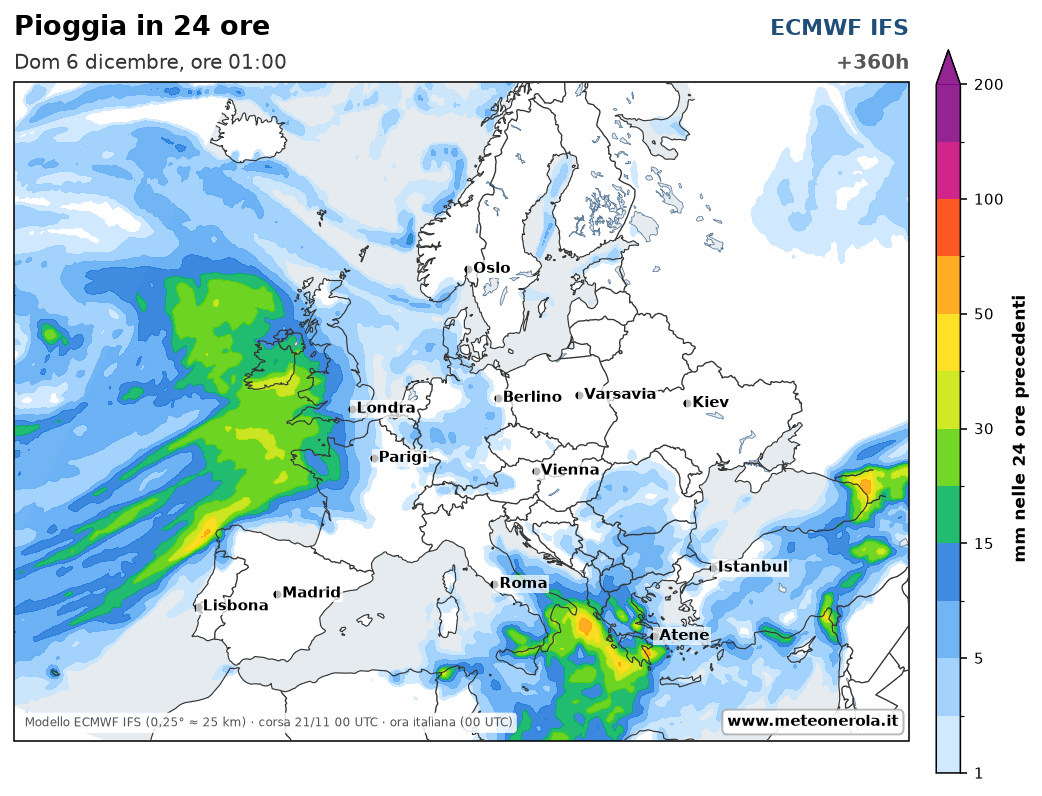 Pioggia in 24 ore
ECMWF IFS
Dom 6 dicembre, ore 01:00
+360h
200
100
50
30
15
5
1
mm nelle 24 ore precedenti
Oslo
Berlino
Varsavia
Kiev
Londra
Parigi
Vienna
Istanbul
Roma
Madrid
Lisbona
Atene
Modello ECMWF IFS (0,25° ≈ 25 km) · corsa 21/11 00 UTC · ora italiana (00 UTC)
www.meteonerola.it